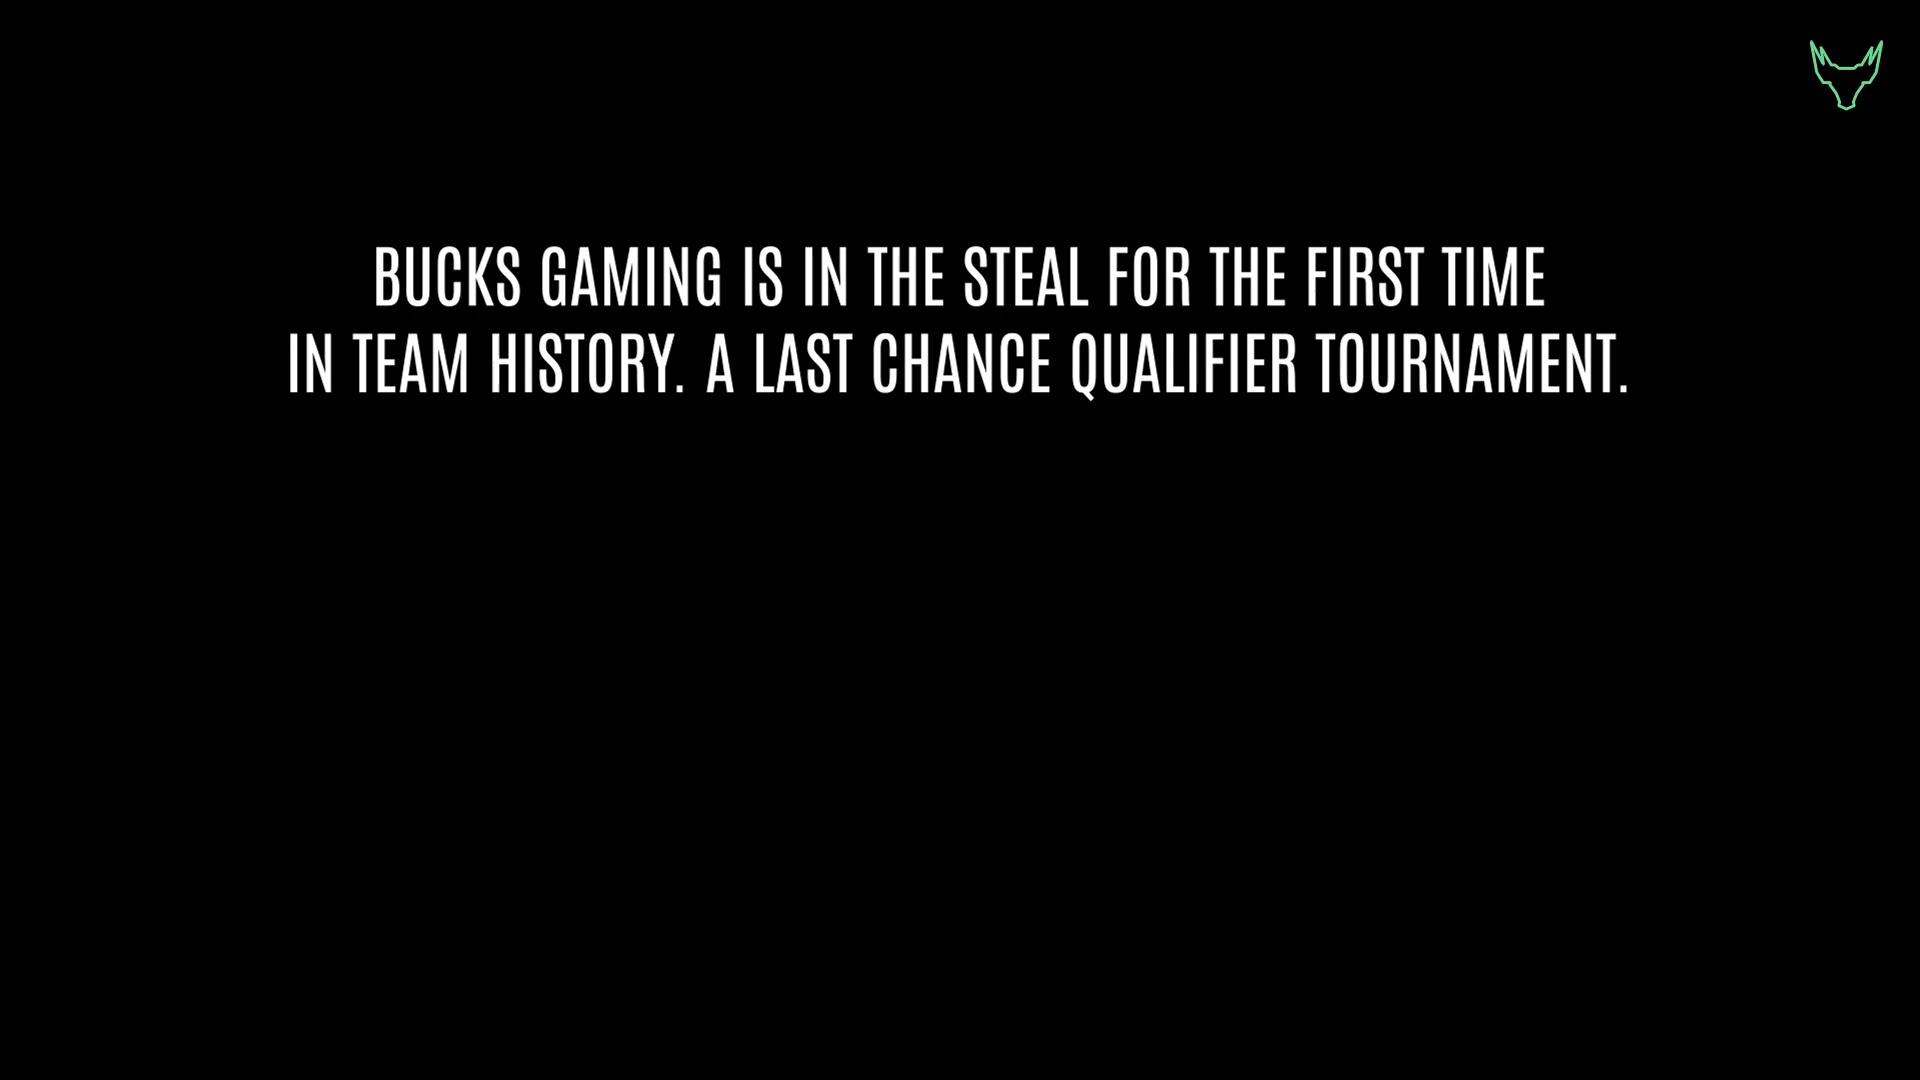 BUCKS GAMING IS IN THE STEAL FOR THE FIRST TIME
IN TEAM HISTORY. A LAST CHANCE QUALIFIER TOURNAMENT.